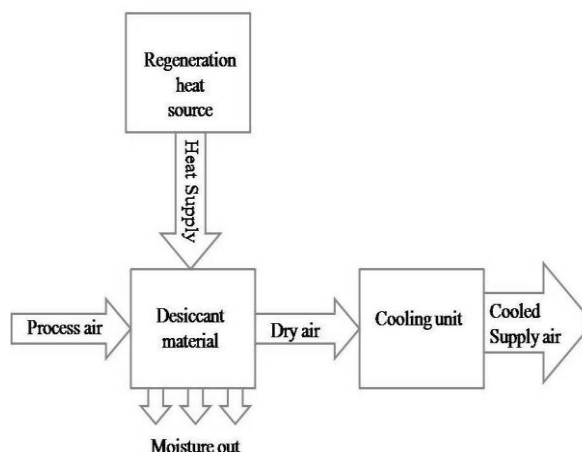 Regeneration
heat
source
Heat Supply
Process air
Desiccant
material
Dry air
Cooling unit
Cooled
Supply air
Moisture out